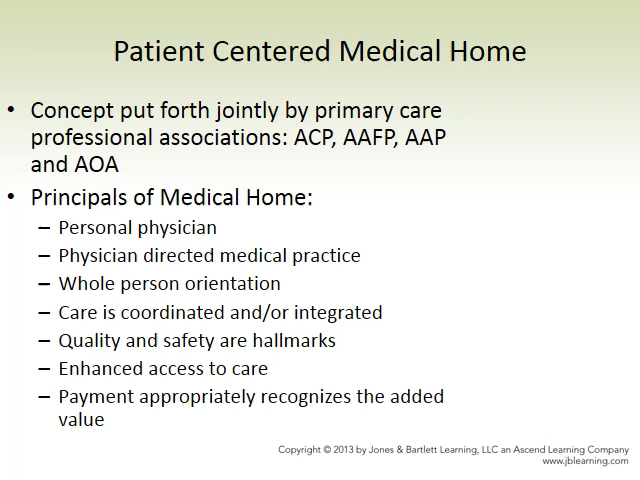 Patient Centered Medical Home
• Concept put forth jointly by primary care
professional associations: ACP, AAFP, AAP
and AOA
• Principals of Medical Home:
– Personal physician
– Physician directed medical practice
– Whole person orientation
– Care is coordinated and/or integrated
– Quality and safety are hallmarks
– Enhanced access to care
– Payment appropriately recognizes the added
value
Copyright © 2013 by Jones & Bartlett Learning, LLC an Ascend Learning Company
www.jblearning.com